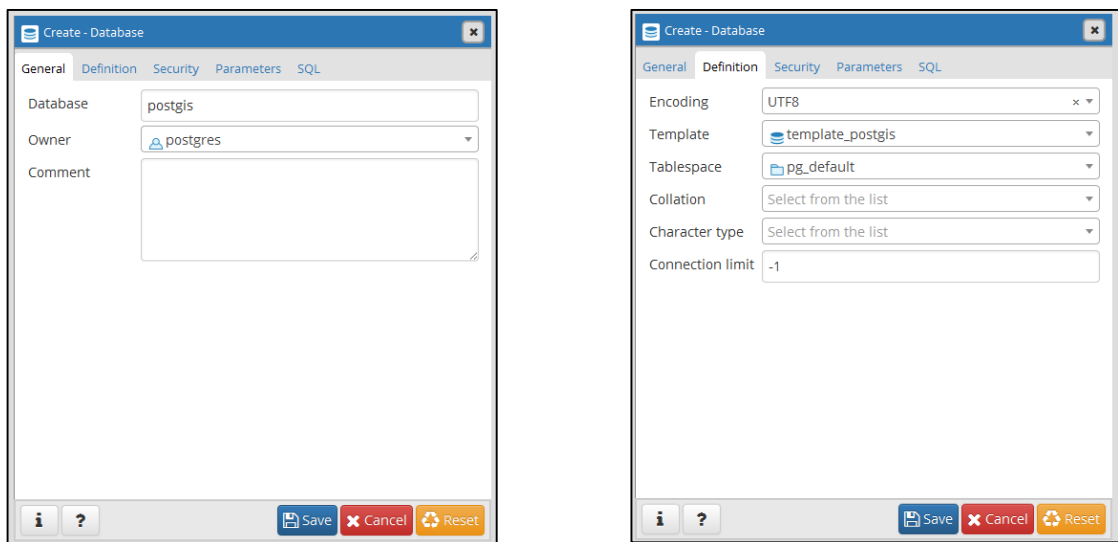 Create - Database
General Definition Security Parameters SQL
Database postgis
Owner postgres
Comment
i ? Save Cancel Reset
Create - Database
General Definition Security Parameters SQL
Encoding UTF8
Template template_postgis
Tablespace pg_default
Collation Select from the list
Character type Select from the list
Connection limit -1
i ? Save Cancel Reset